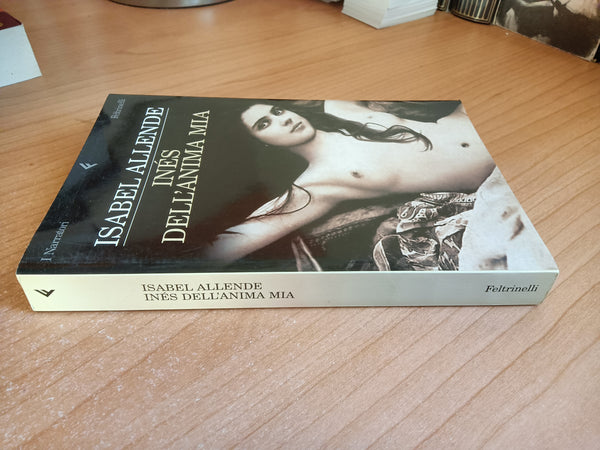 I Narratori
Feltrinelli
ISABEL ALLENDE
INÉS
DELL'ANIMA MIA
ISABEL ALLENDE
INÉS DELL'ANIMA MIA
Feltrinelli